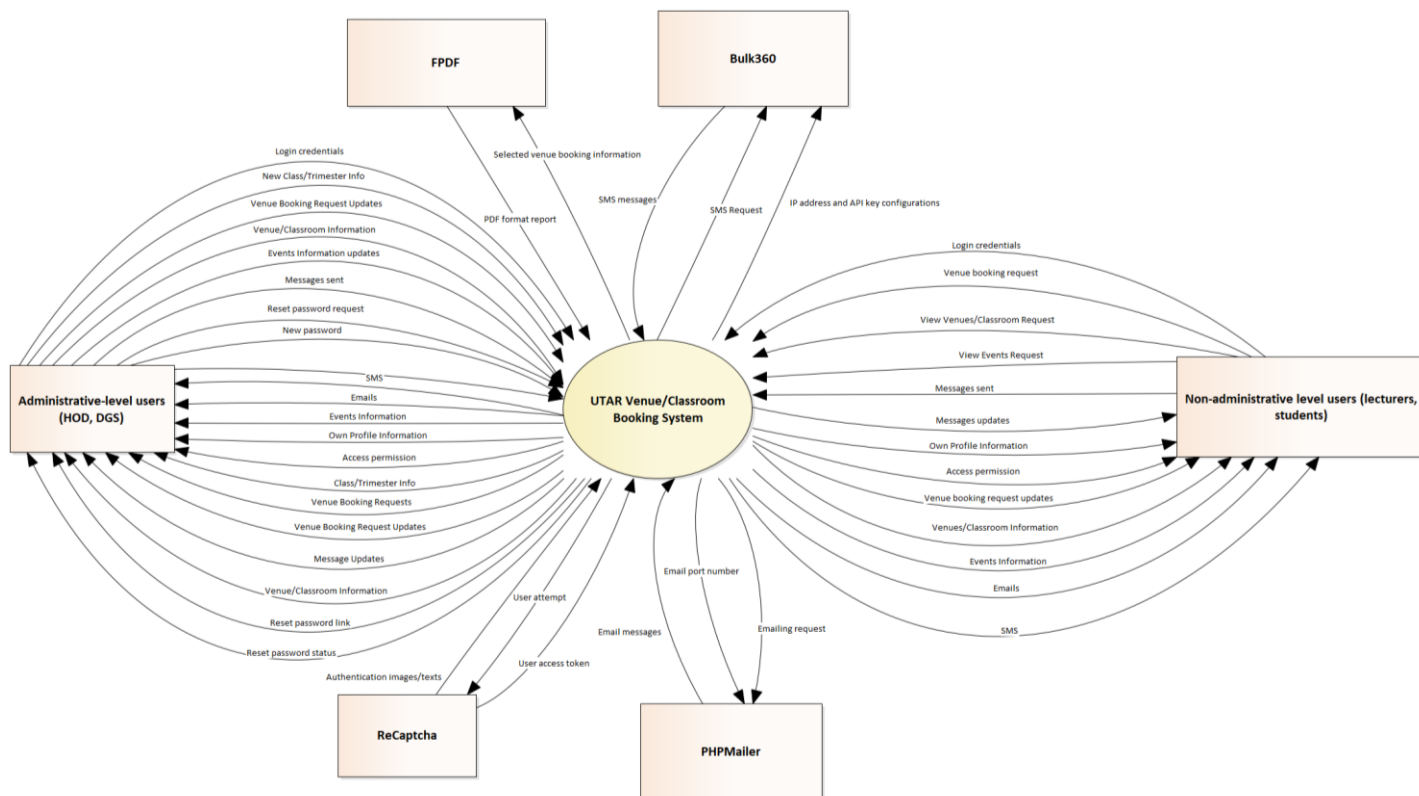 FPDF
Bulk360
Login credentials
New Class/Trimester Info
Venue Booking Request Updates
Venue/Classroom Information
Events Information updates
Messages sent
Reset password request
New password
Selected venue booking information
PDF format report
SMS messages
SMS Request
IP address and API key configurations
Login credentials
Venue booking request
View Venues/Classroom Request
View Events Request
Messages sent
Administrative-level users
(HOD, DGS)
UTAR Venue/Classroom
Booking System
Non-administrative level users (lecturers,
students)
SMS
Emails
Events Information
Own Profile Information
Access permission
Class/Trimester Info
Venue Booking Requests
Venue Booking Request Updates
Message Updates
Venue/Classroom Information
Reset password link
Reset password status
Messages updates
Own Profile Information
Access permission
Venue booking request updates
Venues/Classroom Information
Events Information
Emails
SMS
User attempt
User access token
Authentication images/texts
Email messages
Email port number
Emailing request
ReCaptcha
PHPMailer